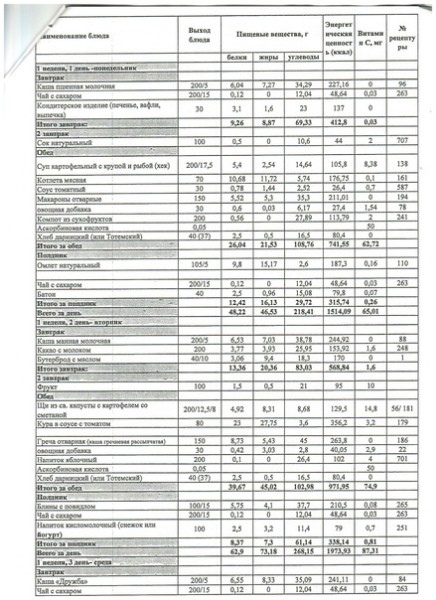 Наименование блюда | Выход блюда | Пищевые вещества, г | Энергетическая ценность (ккал) | Витамин С, мг | № рецептуры
белки | жиры | углеводы
1 неделя, 1 день -понедельник
Завтрак
Каша пшенная молочная 200/5 6,04 7,27 34,29 227,16 0 96
Чай с сахаром 200/15 0,12 0 12,04 48,64 0,03 263
Кондитерское изделие (печенье, вафли, выпечка) 30 3,1 1,6 23 137 0
Итого завтрак: 9,26 8,87 69,33 412,8 0,03
2 завтрак
Сок натуральный 100 0,5 0 10,6 44 2 707
Обед
Суп картофельный с крупой и рыбой (хек) 200/17,5 5,4 2,54 14,64 105,8 8,38 138
Котлета мясная 70 10,68 11,72 5,74 176,75 0,1 161
Соус томатный 30 0,78 1,44 2,52 26,4 0,7 587
Макароны отварные 150 5,52 5,3 35,3 211,01 0 194
овощная добавка 30 0,6 0,03 6,17 27,4 1,54 78
Компот из сухофруктов 200 0,56 0 27,89 113,79 2 241
Аскорбиновая кислота 0,05 50
Хлеб дарницкий (или Тотемский) 40 (37) 2,5 0,5 16,5 80,4 0
Итого за обед 26,04 21,53 108,76 741,55 62,72
Полдник
Омлет натуральный 105/5 9,8 15,17 2,6 187,3 0,16 110
Чай с сахаром 200/15 0,12 0 12,04 48,64 0,03 263
Батон 40 2,5 0,96 15,08 79,8 0,07
Итого за полдник 12,42 16,13 29,72 315,74 0,26
Всего за день 48,22 46,53 218,41 1514,09 65,01
1 неделя, 2 день- вторник
Завтрак
Каша манная молочная 200/5 6,53 7,03 38,78 244,92 0 88
Какао с молоком 200 3,77 3,93 25,95 153,92 1,6 248
Бутерброд с маслом 40/10 3,06 9,4 18,3 170 0 1
Итого завтрак: 13,36 20,36 83,03 568,84 1,6
2 завтрак
Фрукт 100 1,5 0,5 21 95 10
Обед
Щи из св. капусты с картофелем со сметаной 200/12,5/8 4,92 8,31 8,68 129,5 14,8 56/ 181
Кура в соусе с томатом 80 23 27,75 3,6 356,2 3,2 179
Греча отварная (каша гречневая рассыпчатая) 150 8,73 5,43 45 263,8 0 186
овощная добавка 30 0,42 3,03 2,8 40,05 2,9 22
Напиток яблочный 200 0,1 0 26,4 102 4 701
Аскорбиновая кислота 0,05 50
Хлеб дарницкий (или Тотемский) 40 (37) 2,5 0,5 16,5 80,4 0
Итого за обед 39,67 45,02 102,98 971,95 74,9
Полдник
Блины с повидлом 100/15 5,75 4,1 37,7 210,5 0,08 265
Чай с сахаром 200/15 0,12 0 12,04 48,64 0,03 263
Напиток кисломолочный (снежок или йогурт) 100 2,5 3,2 11,4 79 0,7 251
Итого за полдник 8,37 7,3 61,14 338,14 0,81
Всего за день 62,9 73,18 268,15 1973,93 87,31
1 неделя, 3 день- среда
Завтрак
Каша «Дружба» 200/5 6,55 8,33 35,09 241,11 0 84
Чай с сахаром 200/15 0,12 0 12,04 48,64 0,03 263